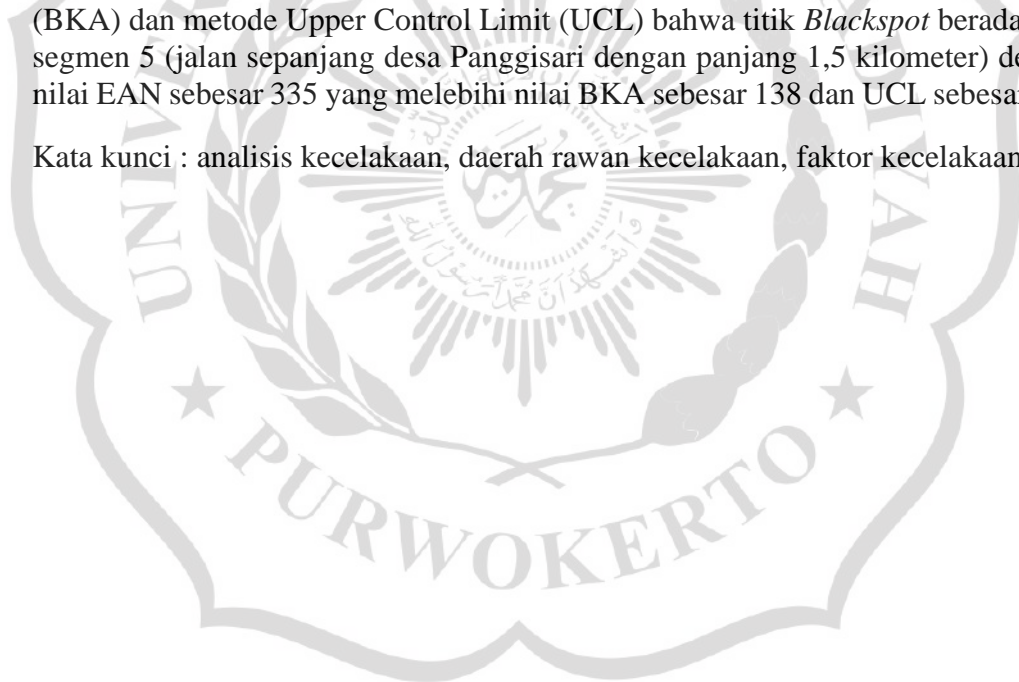 (BKA) dan metode Upper Control Limit (UCL) bahwa titik Blackspot berada
segmen 5 (jalan sepanjang desa Panggisari dengan panjang 1,5 kilometer) de
nilai EAN sebesar 335 yang melebihi nilai BKA sebesar 138 dan UCL sebesar
Kata kunci : analisis kecelakaan, daerah rawan kecelakaan, faktor kecelakaan
PURWOKERTO